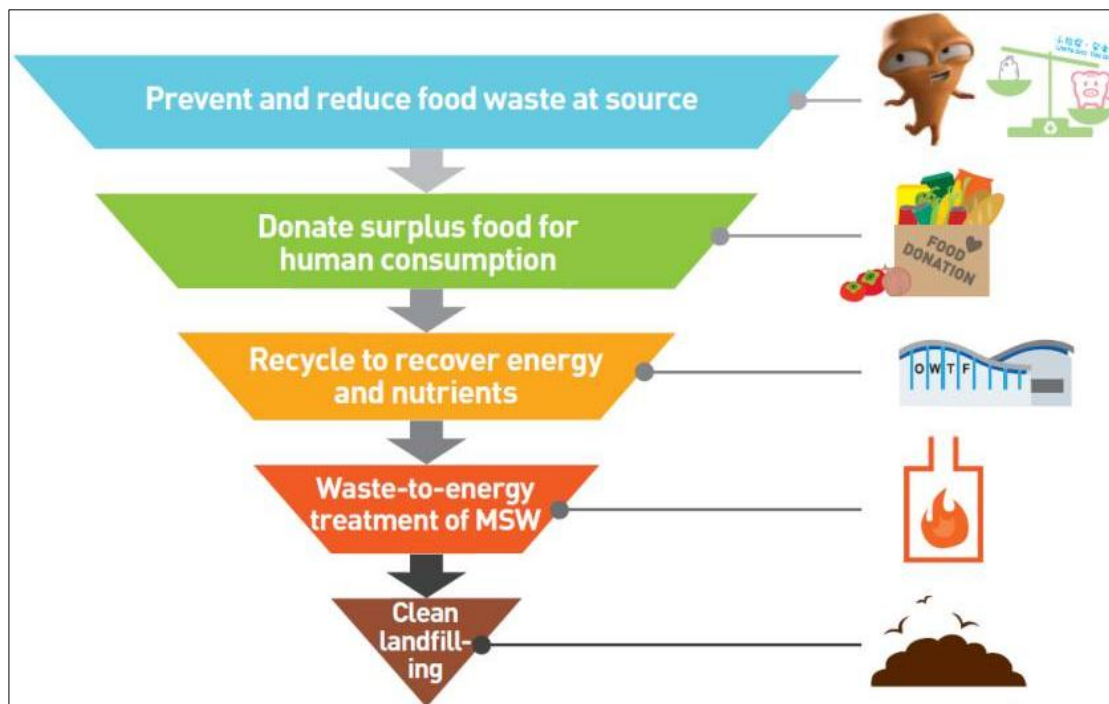 Prevent and reduce food waste at source
Donate surplus food for
human consumption
FOOD
DONATION
Recycle to recover energy
and nutrients
OWTF
Waste-to-energy
treatment of MSW
Clean
landfill-
ing